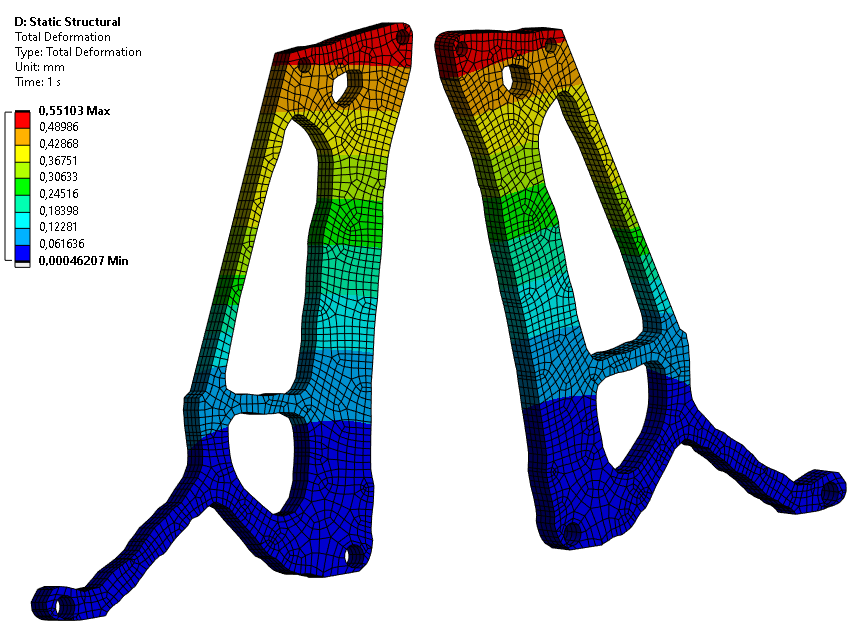 D: Static Structural
Total Deformation
Type: Total Deformation
Unit: mm
Time: 1 s
0,55103 Max
0,48986
0,42868
0,36751
0,30633
0,24516
0,18398
0,12281
0,061636
0,00046207 Min